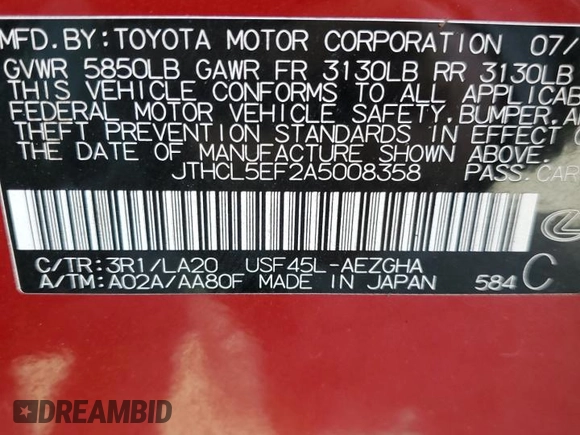 MFD. BY: TOYOTA MOTOR CORPORATION 07/
GVWR 5850LB GAWR FR 3130LB RR 3130LB
THIS VEHICLE CONFORMS TO ALL APPLICAB
FEDERAL MOTOR VEHICLE SAFETY, BUMPER, AN
THEFT PREVENTION STANDARDS IN EFFECT O
THE DATE OF MANUFACTURE SHOWN ABOVE.
JTHCL5EF2A5008358 PASS. CAR
C/TR: 3R1/LA20 USF45L-AEZGHA
A/TM: A02A/AA80F MADE IN JAPAN 584 C
DREAMBID